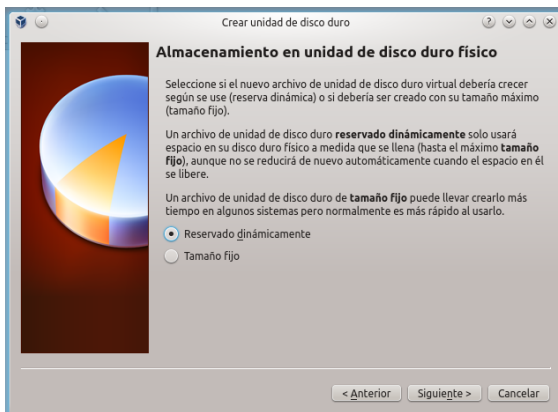 Crear unidad de disco duro
Almacenamiento en unidad de disco duro físico
Seleccione si el nuevo archivo de unidad de disco duro virtual debería crecer
según se use (reserva dinámica) o si debería ser creado con su tamaño máximo
(tamaño fijo).
Un archivo de unidad de disco duro reservado dinámicamente solo usará
espacio en su disco duro físico a medida que se llena (hasta el máximo tamaño
fijo), aunque no se reducirá de nuevo automáticamente cuando el espacio en él
se libere.
Un archivo de unidad de disco duro de tamaño fijo puede llevar crearlo más
tiempo en algunos sistemas pero normalmente es más rápido al usarlo.
Reservado dinámicamente
Tamaño fijo
< Anterior Siguiente > Cancelar